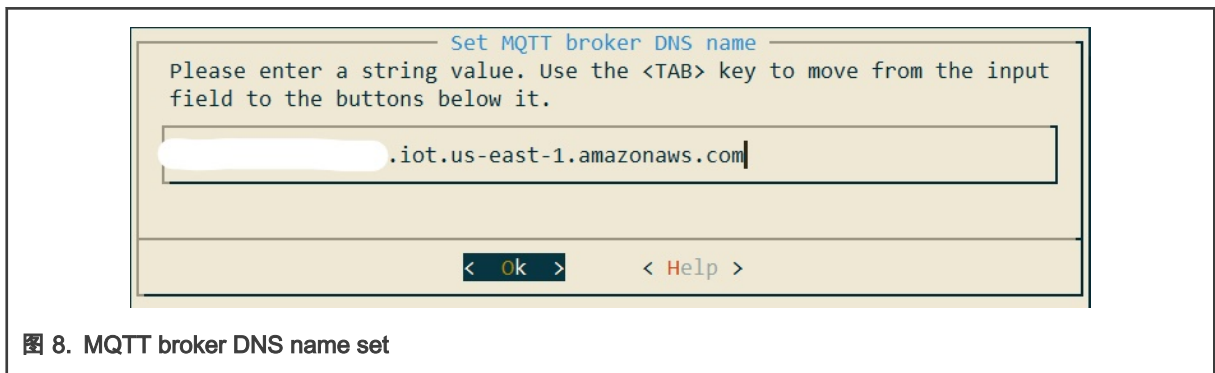 Set MQTT broker DNS name
Please enter a string value. Use the <TAB> key to move from the input
field to the buttons below it.
.iot.us-east-1.amazonaws.com
< Ok > < Help >
图 8. MQTT broker DNS name set